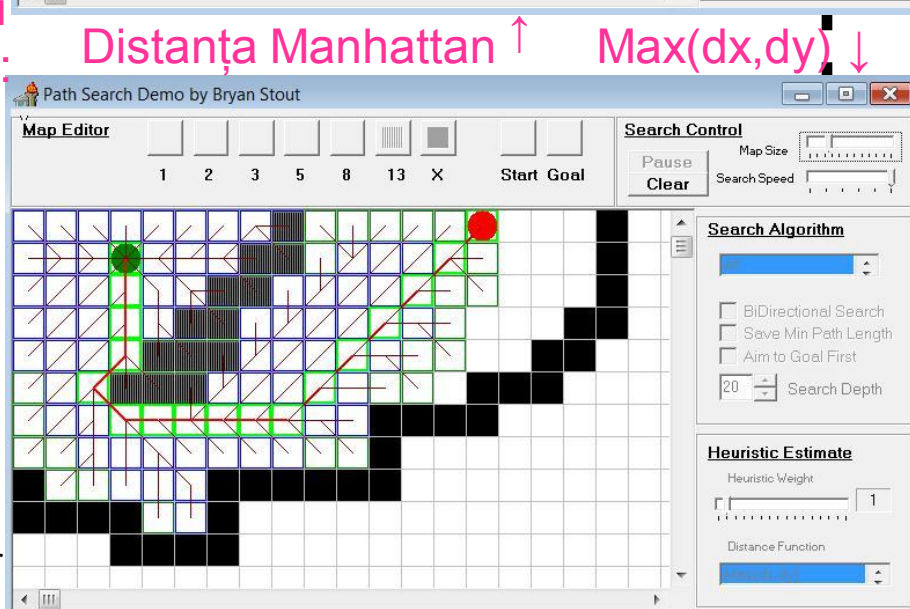 Distanța Manhattan ↑ Max(dx,dy) ↓
Path Search Demo by Bryan Stout
Map Editor
1 2 3 5 8 13 X Start Goal
Search Control
Pause
Clear
Map Size
Search Speed
Search Algorithm
BiDirectional Search
Save Min Path Length
Aim to Goal First
20 Search Depth
Heuristic Estimate
Heuristic Weight
1
Distance Function